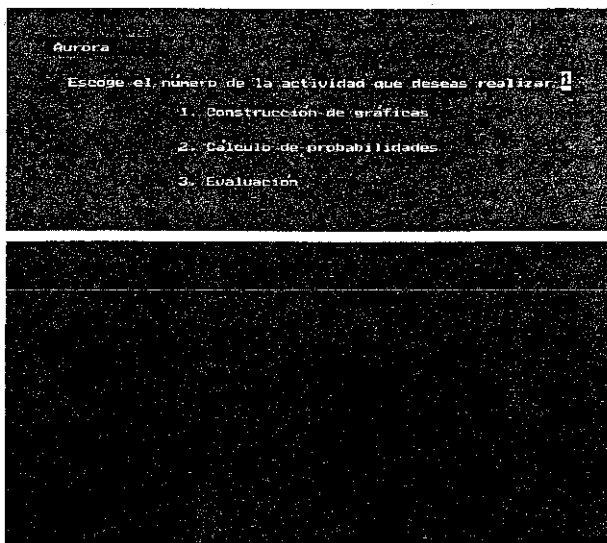 Aurora
Escoge el número de la actividad que deseas realizar 1
1. Construcción de gráficas
2. Cálculo de probabilidades
3. Evaluación